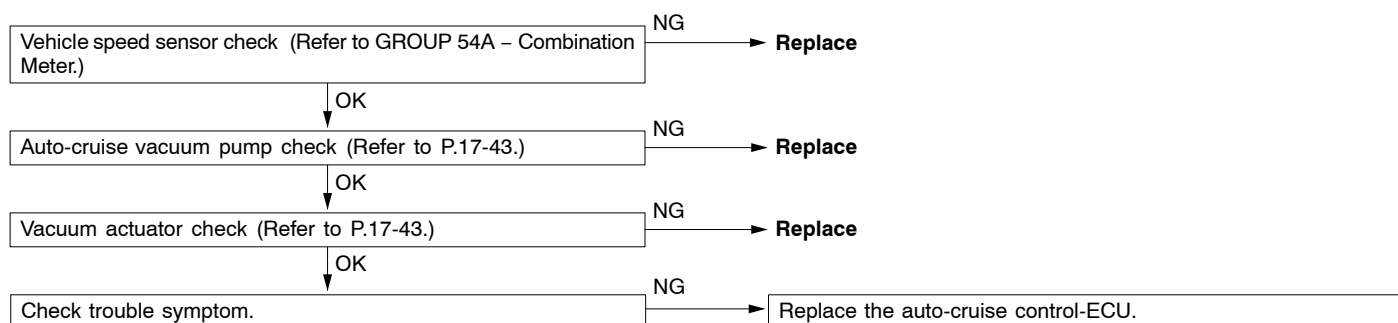 NG
Vehicle speed sensor check (Refer to GROUP 54A – Combination
Meter.)
Replace
OK
NG
Auto-cruise vacuum pump check (Refer to P.17-43.)
Replace
OK
NG
Vacuum actuator check (Refer to P.17-43.)
Replace
OK
NG
Check trouble symptom.
Replace the auto-cruise control-ECU.